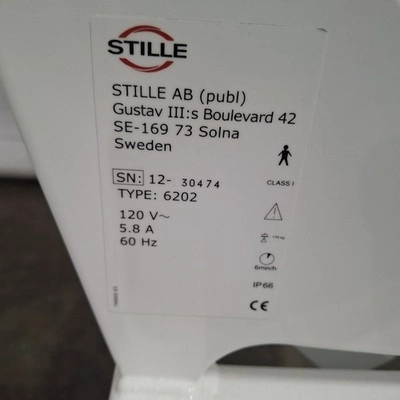 STILLE
STILLE AB (publ)
Gustav III:s Boulevard 42
SE-169 73 Solna
Sweden
SN: 12- 30474
CLASS I
TYPE: 6202
120 V~
5.8 A
60 Hz
6min/h
IP66
CE